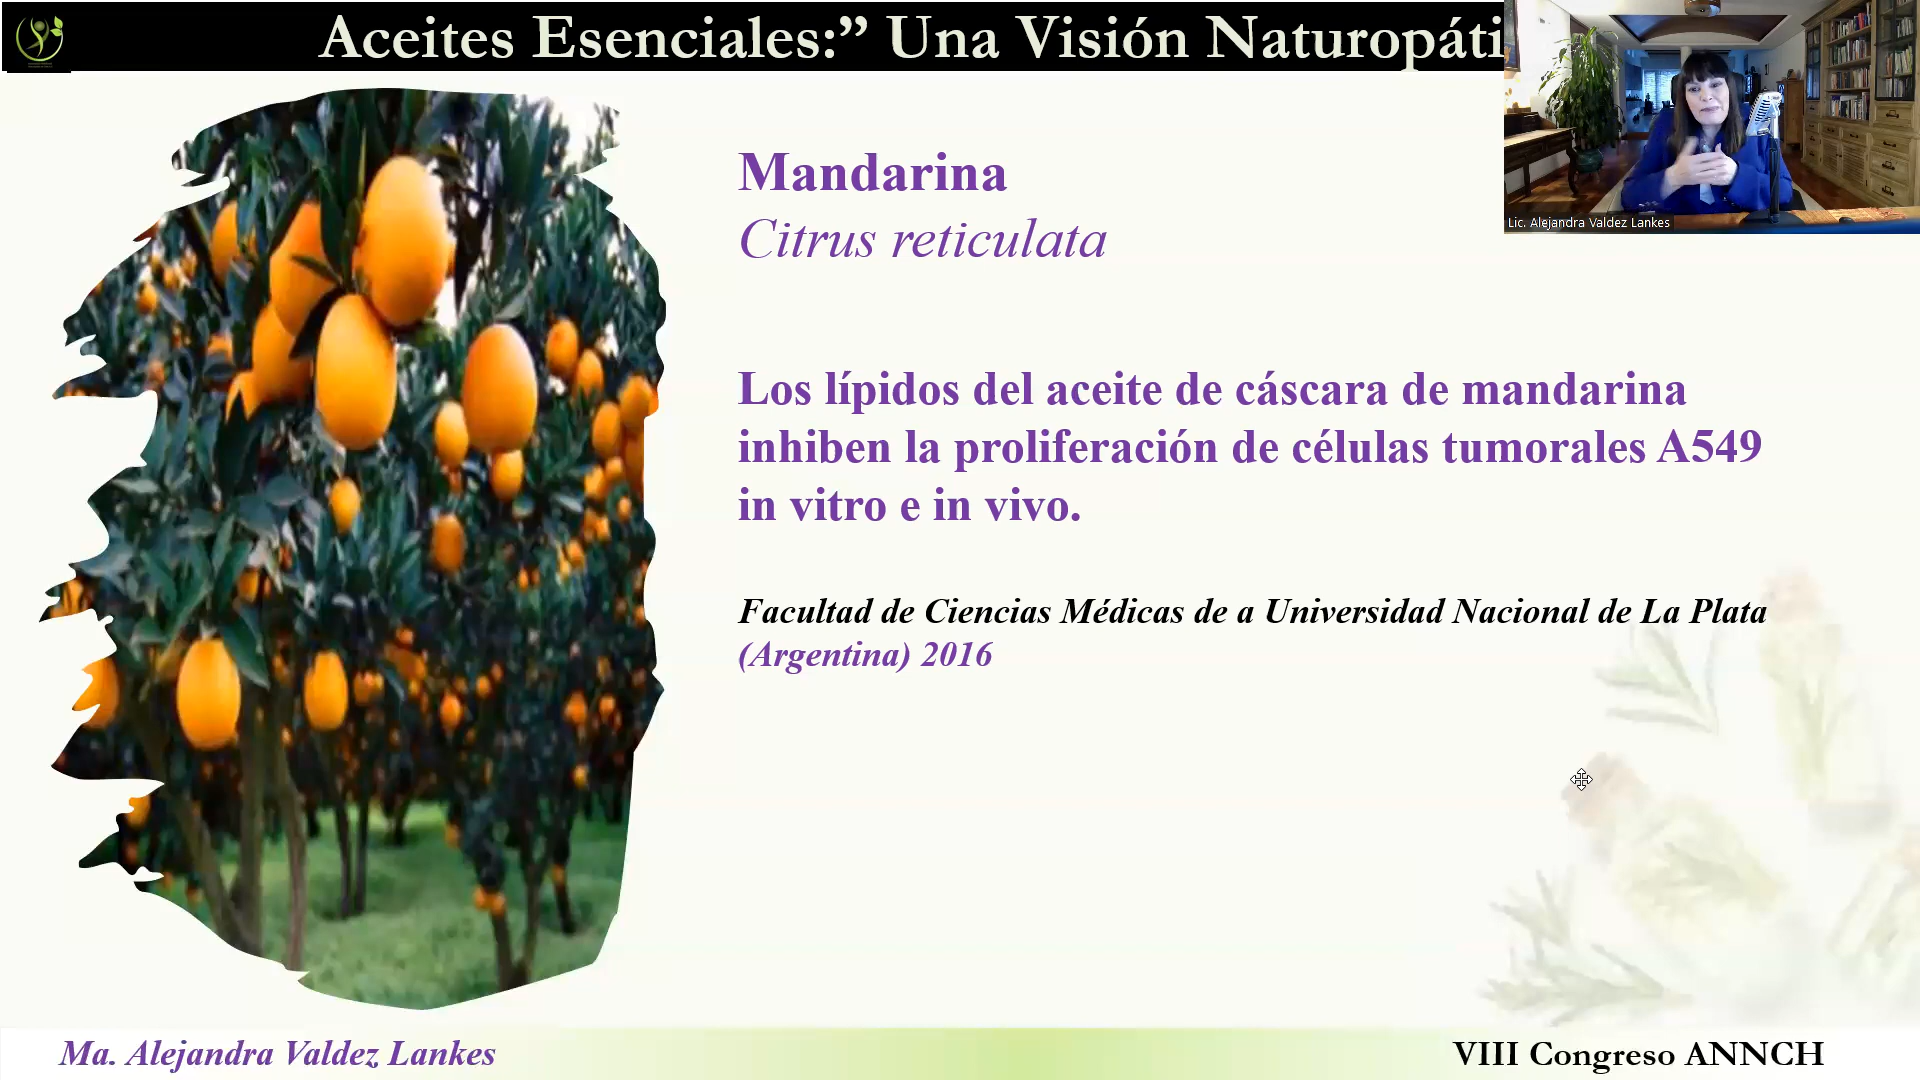 Aceites Esenciales:” Una Visión Naturopáti
Lic. Alejandra Valdez Lankes
Mandarina
Citrus reticulata
Los lípidos del aceite de cáscara de mandarina
inhiben la proliferación de células tumorales A549
in vitro e in vivo.
Facultad de Ciencias Médicas de a Universidad Nacional de La Plata
(Argentina) 2016
Ma. Alejandra Valdez Lankes
VIII Congreso ANNCH